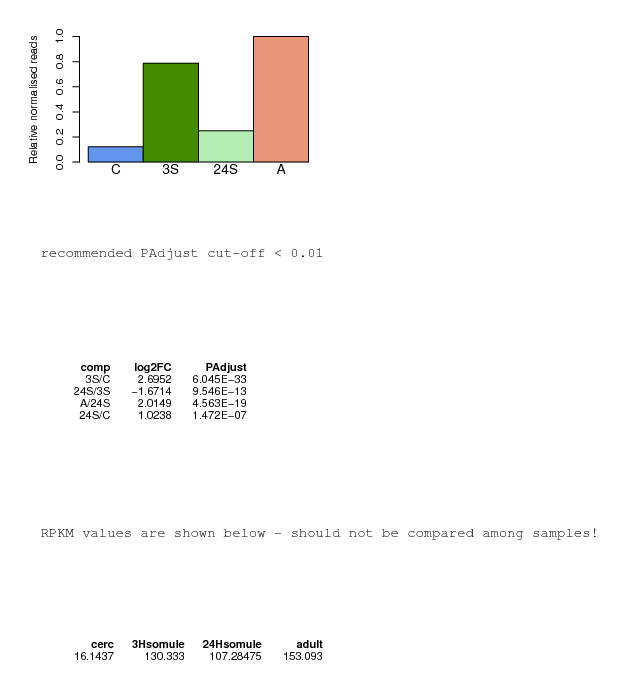 Relative normalised reads
1.0
0.8
0.6
0.4
0.2
0.0
C 3S 24S A
recommended PAdjust cut-off < 0.01
comp log2FC PAdjust
3S/C 2.6952 6.045E-33
24S/3S -1.6714 9.546E-13
A/24S 2.0149 4.563E-19
24S/C 1.0238 1.472E-07
RPKM values are shown below - should not be compared among samples!
cerc 3Hsomule 24Hsomule adult
16.1437 130.333 107.28475 153.093